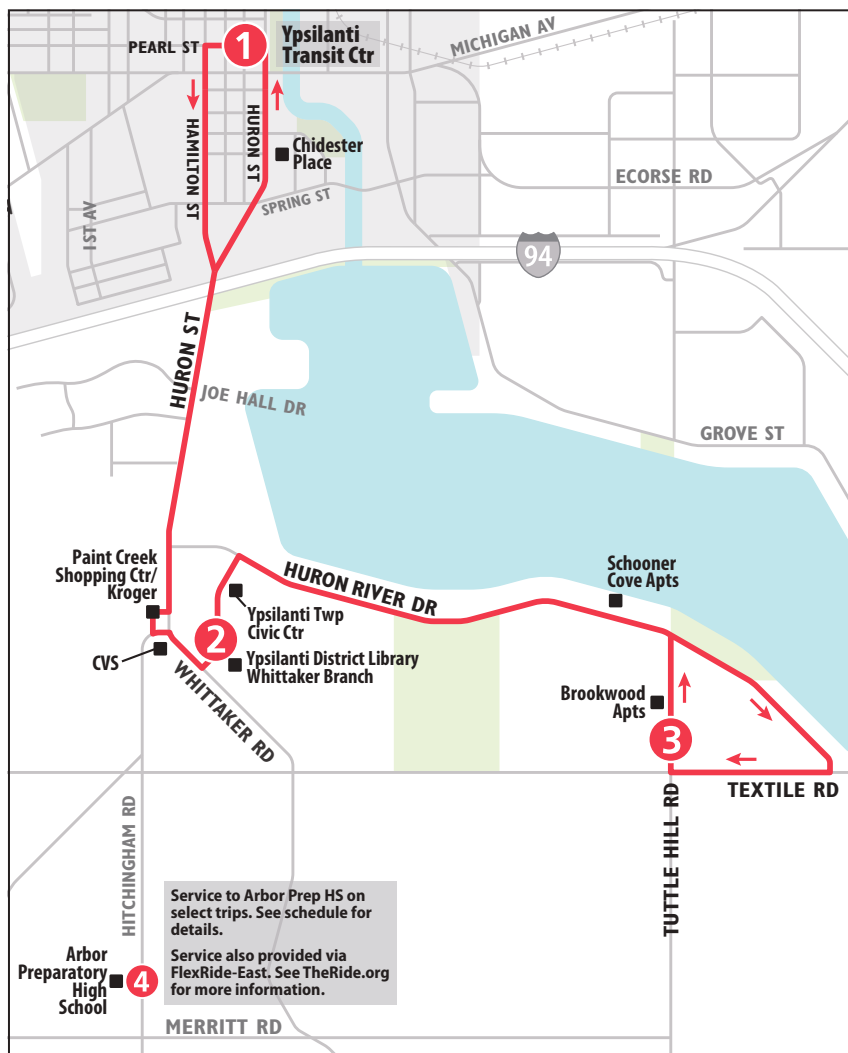 PEARL ST
1
Ypsilanti
Transit Ctr
MICHIGAN AV
HAMILTON ST
HURON ST
Chidester
Place
ECORSE RD
SPRING ST
1ST AV
94
HURON ST
JOE HALL DR
GROVE ST
Paint Creek
Shopping Ctr/
Kroger
HURON RIVER DR
Schooner
Cove Apts
Ypsilanti Twp
Civic Ctr
2
CVS
Ypsilanti District Library
Whittaker Branch
WHITTAKER RD
Brookwood
Apts
3
TEXTILE RD
TUTTLE HILL RD
HITCHINGHAM RD
Service to Arbor Prep HS on
select trips. See schedule for
details.
Service also provided via
FlexRide-East. See TheRide.org
for more information.
Arbor
Preparatory
High
School
4
MERRITT RD